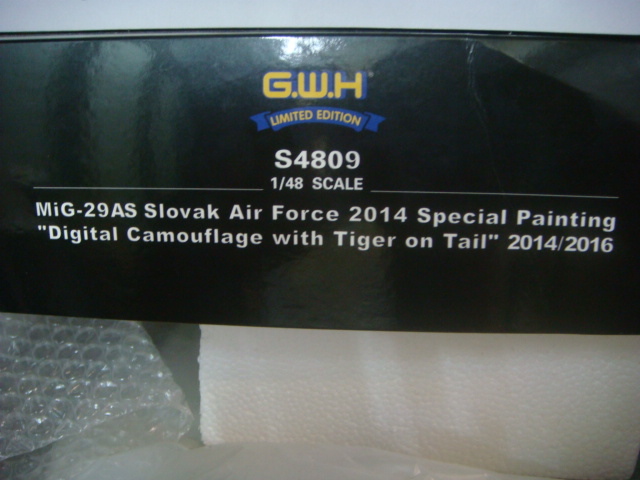 G.W.H
LIMITED EDITION
S4809
1/48 SCALE
MiG-29AS Slovak Air Force 2014 Special Painting
"Digital Camouflage with Tiger on Tail" 2014/2016